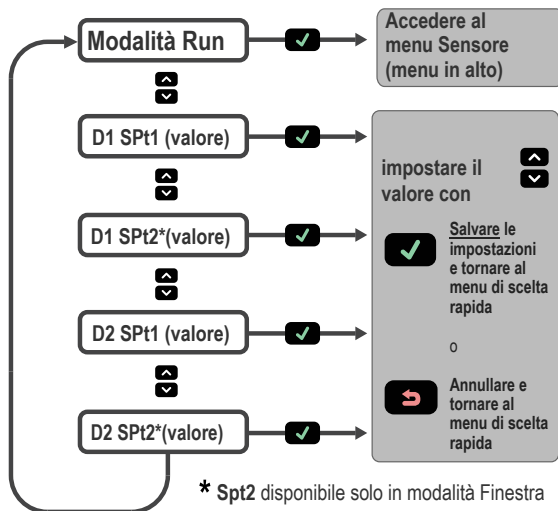 Modalità Run
Accedere al
menu Sensore
(menu in alto)
D1 SPt1 (valore)
D1 SPt2*(valore)
D2 SPt1 (valore)
D2 SPt2*(valore)
impostare il
valore con
Salvare le
impostazioni
e tornare al
menu di scelta
rapida
o
Annullare e
tornare al
menu di scelta
rapida
* Spt2 disponibile solo in modalità Finestra